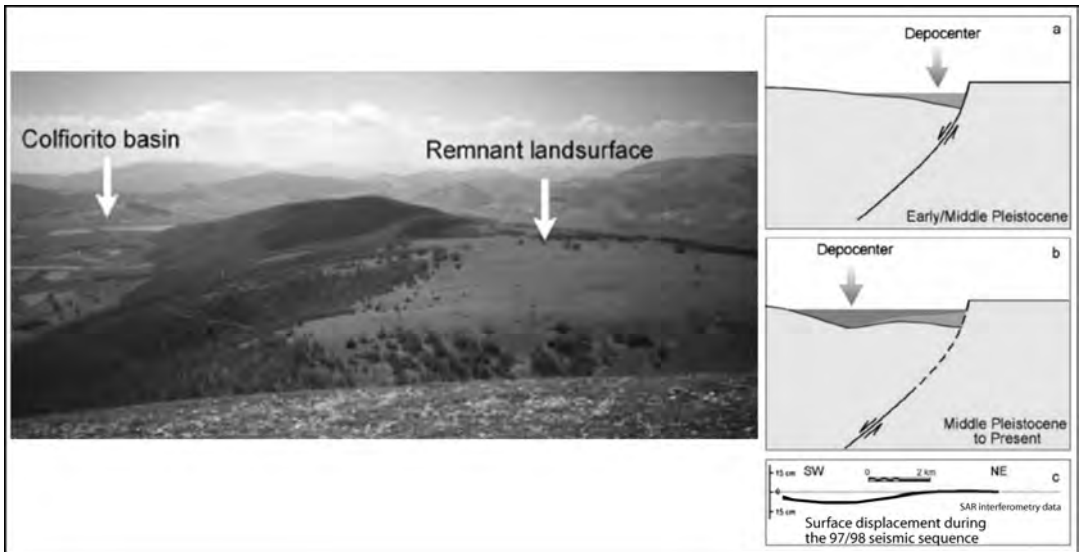 Colfiorito basin
Remnant landsurface
Depocenter
a
Early/Middle Pleistocene
Depocenter
b
Middle Pleistocene
to Present
15 cm
SW
0
2 km
NE
c
0
15 cm
SAR interferometry data
Surface displacement during
the 97/98 seismic sequence